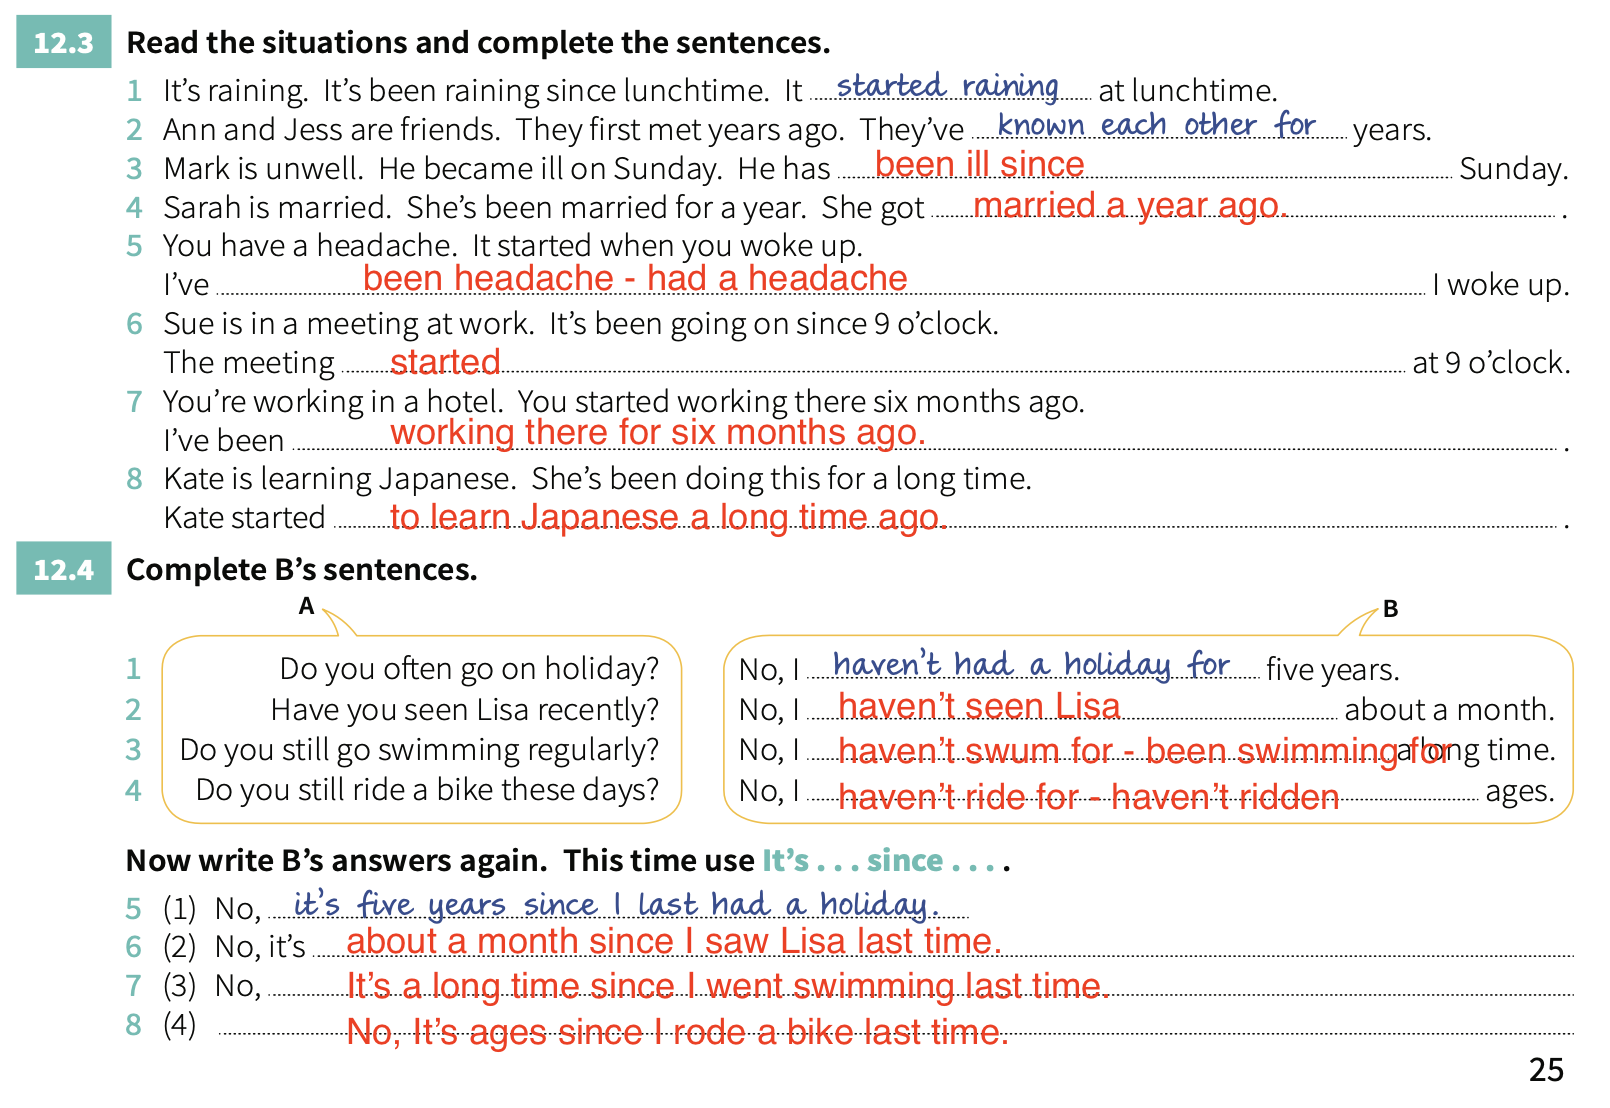 12.3 Read the situations and complete the sentences.
1 It's raining. It's been raining since lunchtime. It started raining at lunchtime.
2 Ann and Jess are friends. They first met years ago. They've known each other for years.
3 Mark is unwell. He became ill on Sunday. He has been ill since Sunday.
4 Sarah is married. She's been married for a year. She got married a year ago. .
5 You have a headache. It started when you woke up.
I've been headache - had a headache I woke up.
6 Sue is in a meeting at work. It's been going on since 9 o'clock.
The meeting started at 9 o'clock.
7 You're working in a hotel. You started working there six months ago.
I've been working there for six months ago. .
8 Kate is learning Japanese. She's been doing this for a long time.
Kate started to learn Japanese a long time ago. .
12.4 Complete B's sentences.
A B
1 Do you often go on holiday? No, I haven't had a holiday for five years.
2 Have you seen Lisa recently? No, I haven't seen Lisa about a month.
3 Do you still go swimming regularly? No, I haven't swum for - been swimming for a long time.
4 Do you still ride a bike these days? No, I haven't ride for - haven't ridden ages.
Now write B's answers again. This time use It's . . . since . . . .
5 (1) No, it's five years since I last had a holiday.
6 (2) No, it's about a month since I saw Lisa last time.
7 (3) No, It's a long time since I went swimming last time.
8 (4) No, It's ages since I rode a bike last time.
25